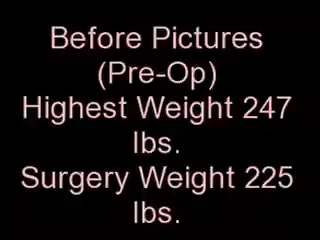 Before Pictures
(Pre-Op)
Highest Weight 247
lbs.
Surgery Weight 225
lbs.